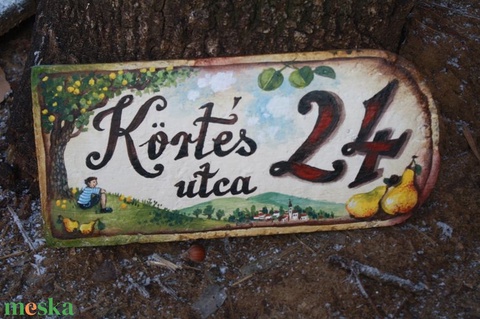 Körtés 24
utca
meska